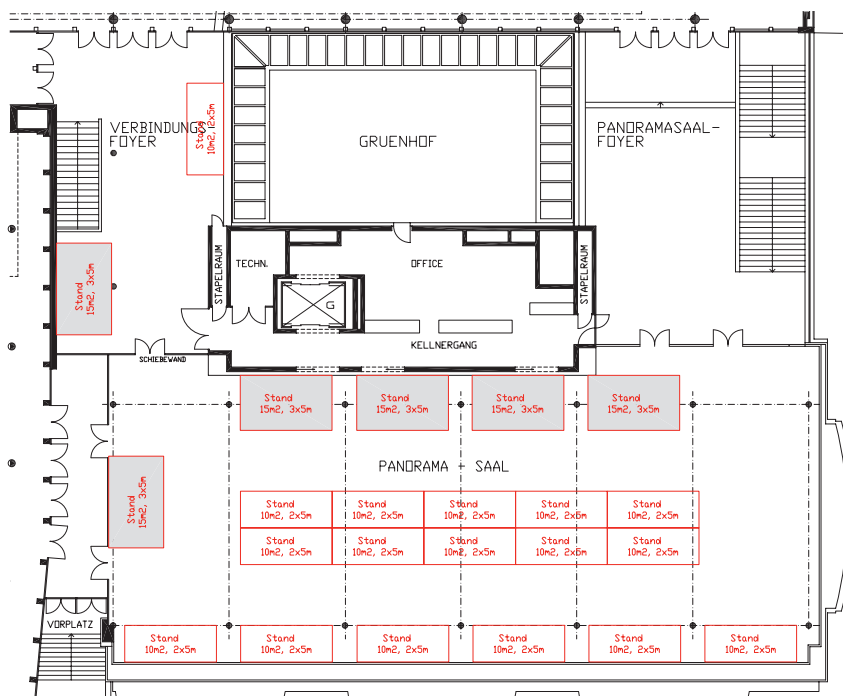 VERBINDUNGS
FOYER
Stand
10m2, 2x5m
GRUENHOF
PANORAMASAAL-
FOYER
STAPELRAUM
TECHN.
OFFICE
STAPELRAUM
G
Stand
15m2, 3x5m
KELLNERGANG
SCHIEBEWAND
Stand
15m2, 3x5m
Stand
15m2, 3x5m
Stand
15m2, 3x5m
Stand
15m2, 3x5m
PANORAMA + SAAL
Stand
15m2, 3x5m
Stand
10m2, 2x5m
Stand
10m2, 2x5m
Stand
10m2, 2x5m
Stand
10m2, 2x5m
Stand
10m2, 2x5m
Stand
10m2, 2x5m
Stand
10m2, 2x5m
Stand
10m2, 2x5m
Stand
10m2, 2x5m
Stand
10m2, 2x5m
VORPLATZ
Stand
10m2, 2x5m
Stand
10m2, 2x5m
Stand
10m2, 2x5m
Stand
10m2, 2x5m
Stand
10m2, 2x5m
Stand
10m2, 2x5m